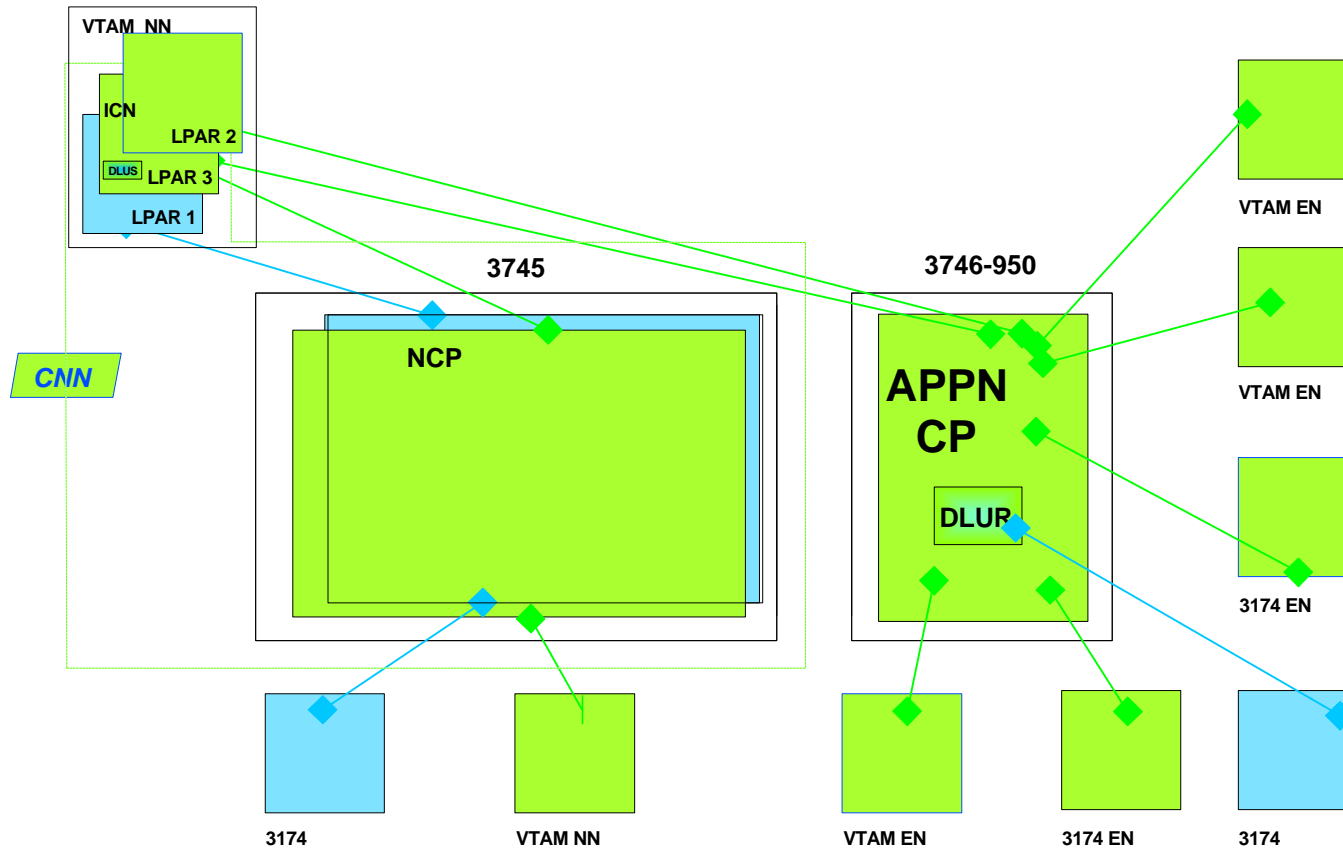 VTAM NN
ICN
LPAR 2
DLUS
LPAR 3
LPAR 1
3745
3746-950
NCP
CNN
APPN
CP
DLUR
VTAM EN
VTAM EN
3174 EN
3174
VTAM NN
VTAM EN
3174 EN
3174